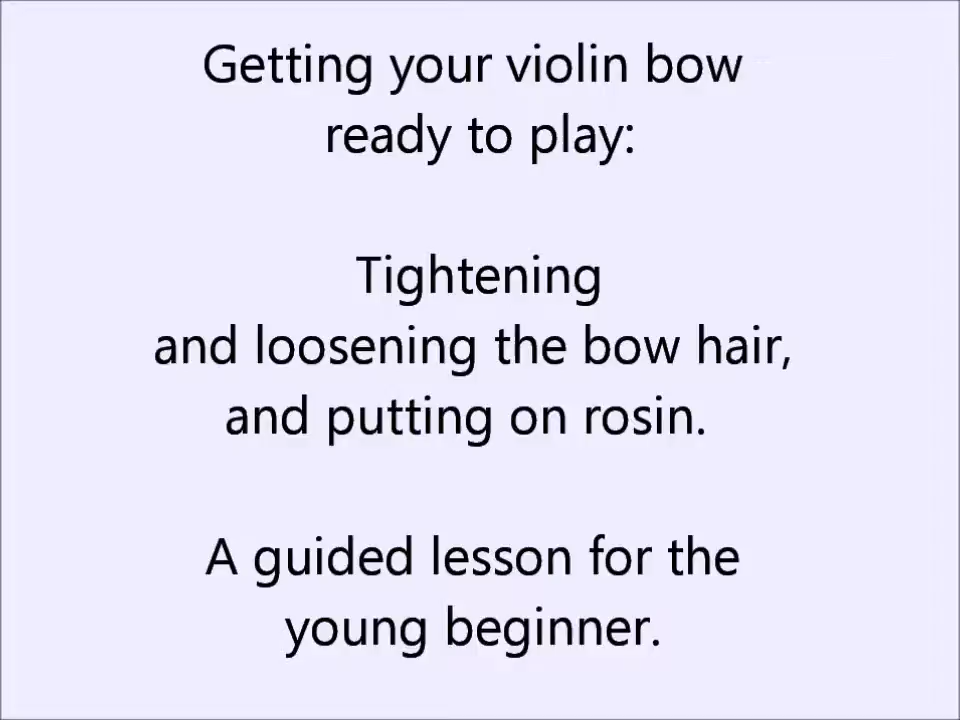 Getting your violin bow
ready to play:
Tightening
and loosening the bow hair,
and putting on rosin.
A guided lesson for the
young beginner.